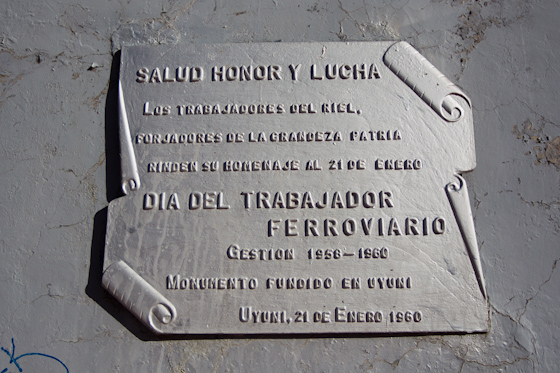 SALUD HONOR Y LUCHA
LOS TRABAJADORES DEL RIEL,
FORJADORES DE LA GRANDEZA PATRIA
RINDEN SU HOMENAJE AL 21 DE ENERO
DIA DEL TRABAJADOR
FERROVIARIO
GESTION 1958-1960
MONUMENTO FUNDIDO EN UYUNI
UYUNI, 21 DE ENERO 1960